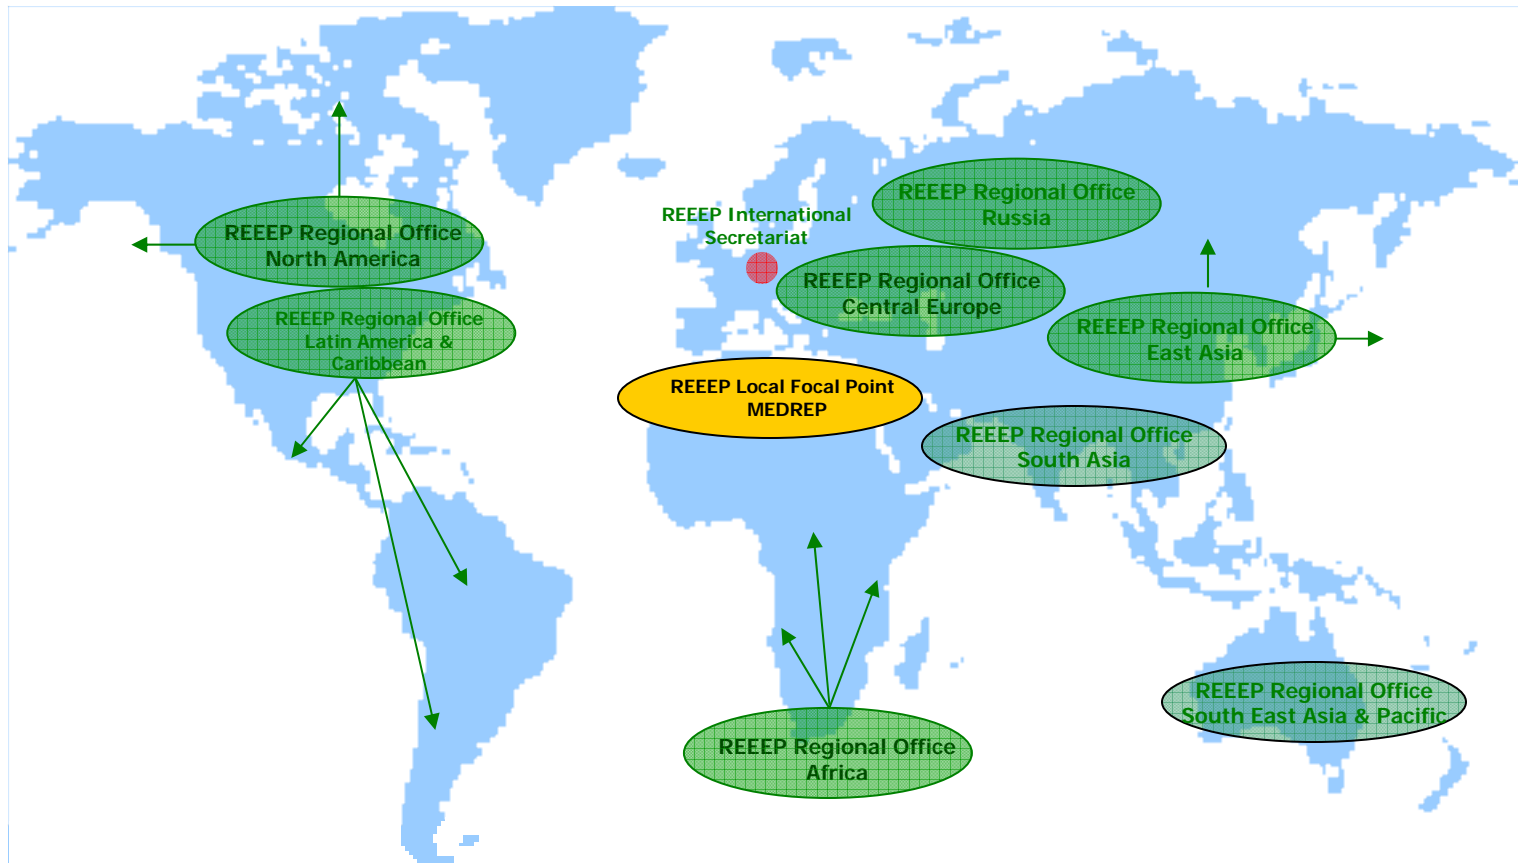 REEEP Regional Office
Russia
REEEP International
Secretariat
REEEP Regional Office
North America
REEEP Regional Office
Central Europe
REEEP Regional Office
Latin America &
Caribbean
REEEP Regional Office
East Asia
REEEP Local Focal Point
MEDREP
REEEP Regional Office
South Asia
REEEP Regional Office
South East Asia & Pacific
REEEP Regional Office
Africa